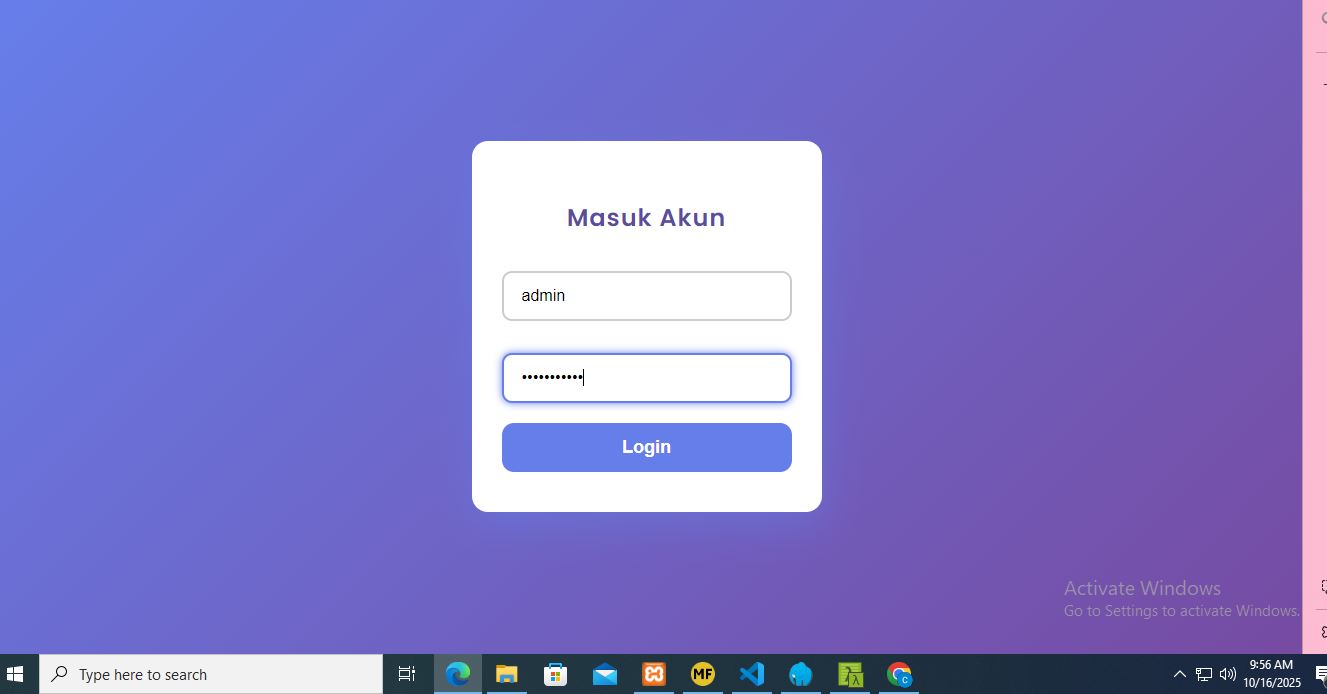 Masuk Akun
admin
•••••••••••
Login
Activate Windows
Go to Settings to activate Windows.
Type here to search
MF
C
9:56 AM
10/16/2025